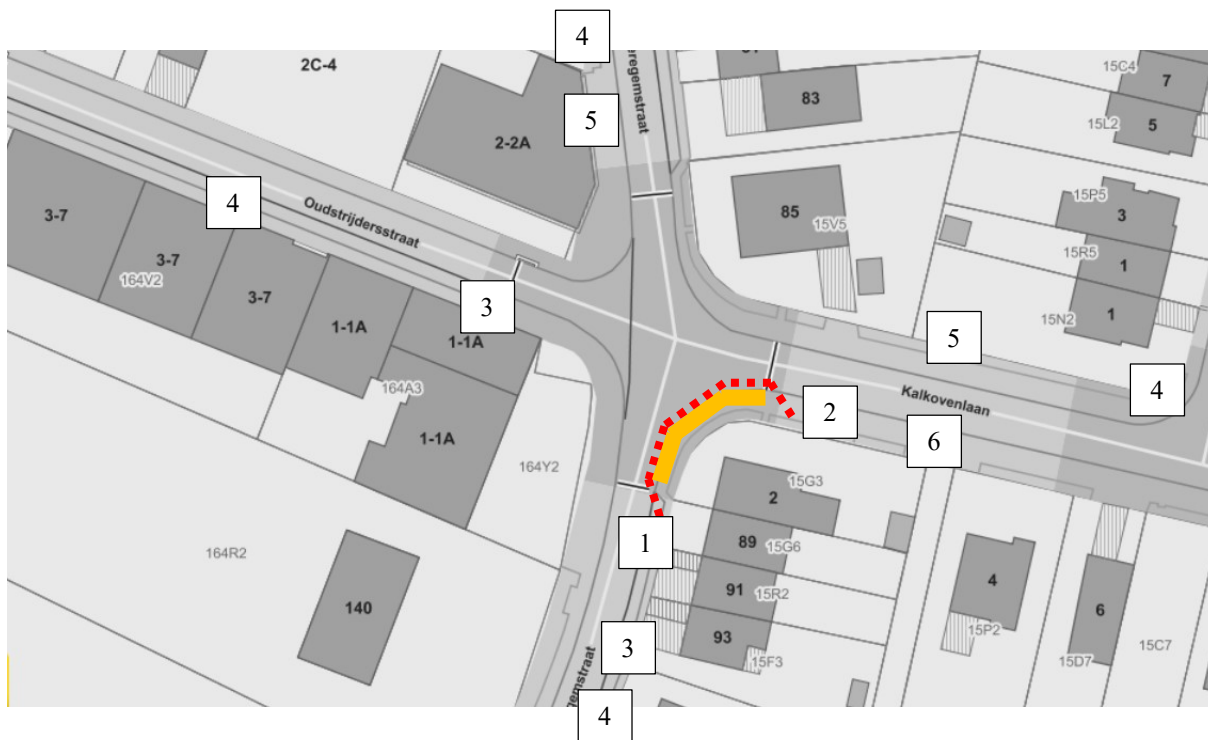 4
2C-4
eregemstraat
83
15C4
7
5
2-2A
15L2
5
4
3-7
Oudstrijdersstraat
85
15V5
15P5
3
15R5
1
3-7
164V2
3-7
3
1-1A
1-1A
15N2
1
5
164A3
Kalkovenlaan
4
2
6
1-1A
164Y2
2
15G3
1
89
15G6
164R2
91
15R2
4
6
140
93
15F3
3
15P2
15D7
15C7
egemstraat
4